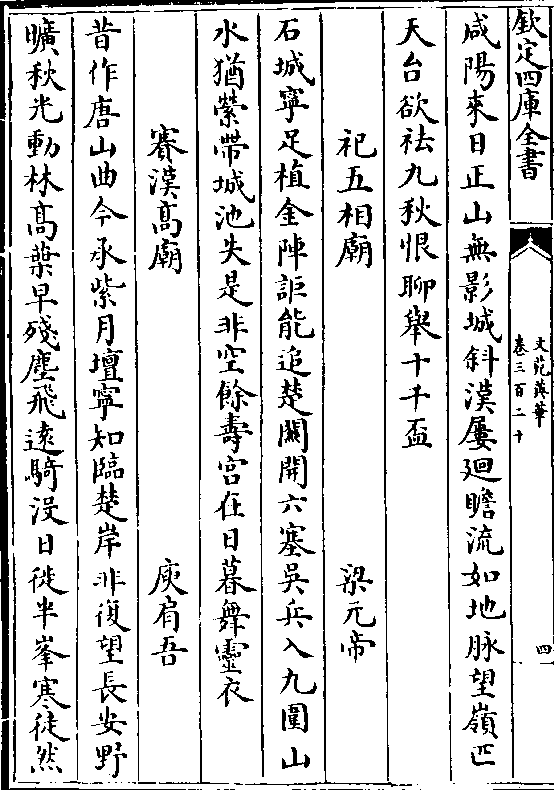 欽定四庫全書
文苑英華
卷三百二十
四
咸陽來日正山無影城斜漢屢廻瞻流如地脉望嶺匹
天台欲袪九秋恨聊舉十千盃
祀五相廟　梁元帝
石城寧足植金陣詎能追楚闗開六塞吳兵入九圍山
水猶縈帶城池失是非空餘壽宮在日暮舞靈衣
賽漢髙廟　庾肩吾
昔作唐山曲今承紫月壇寧知臨楚岸非復望長安野
曠秋光動林髙葉早殘塵飛逺騎没日徙半峯寒徒然